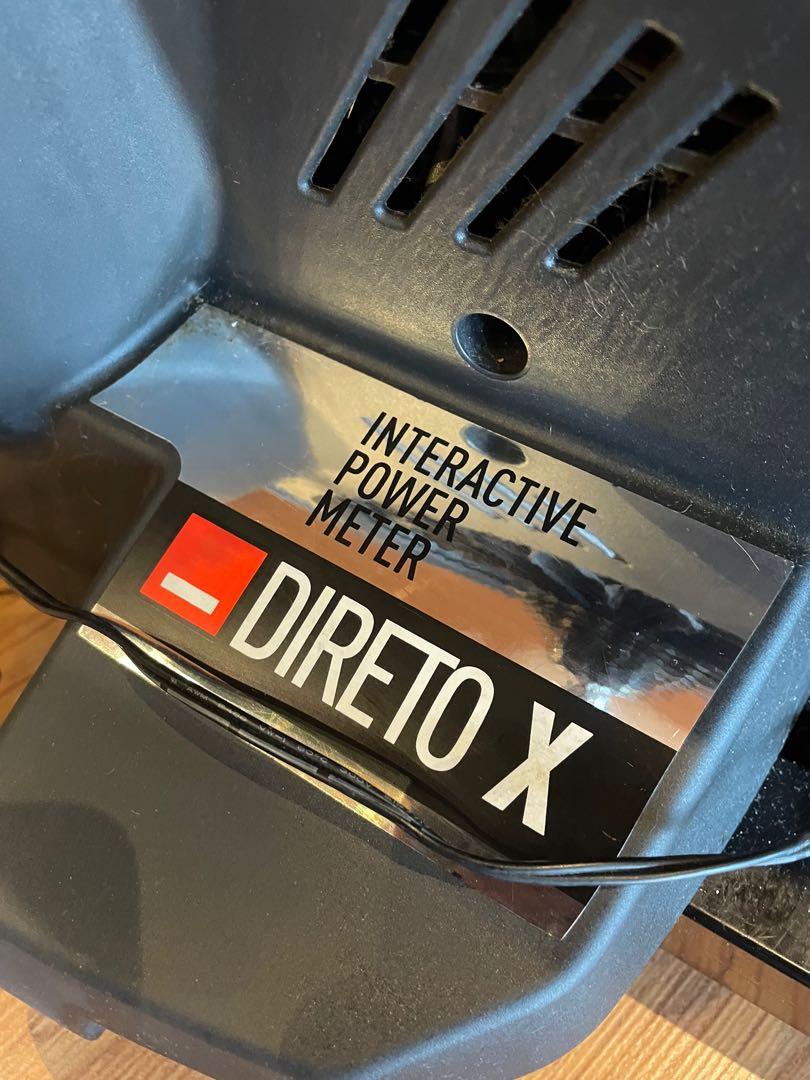 INTERACTIVE
POWER
METER
DIRETO X